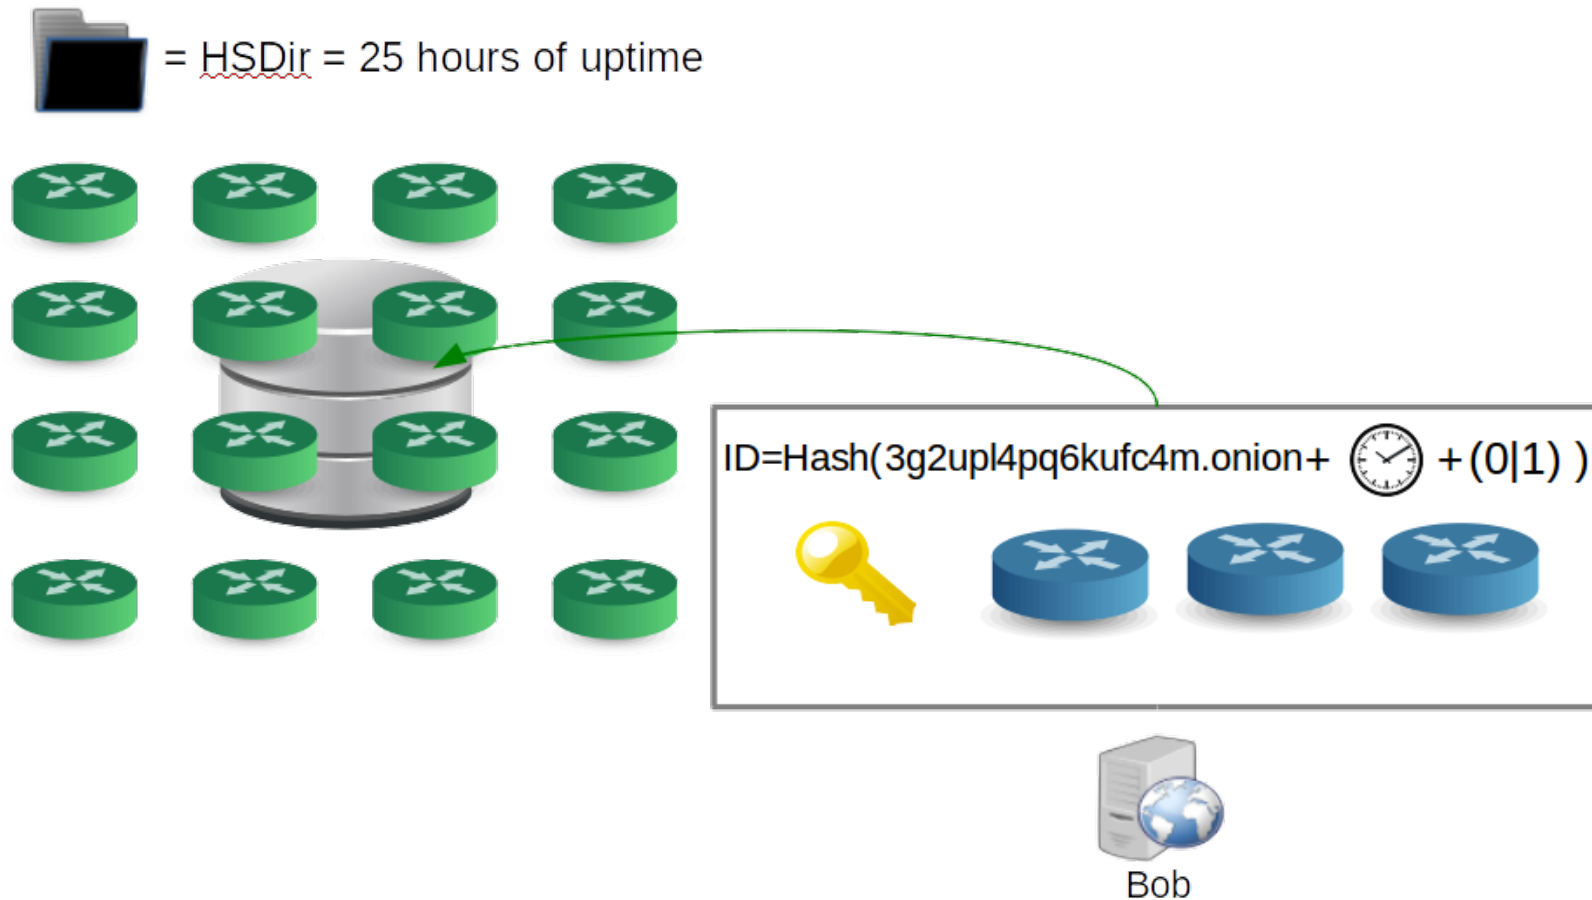 = HSDir = 25 hours of uptime
ID=Hash(3g2upl4pq6kufc4m.onion+ +(0|1) )
Bob